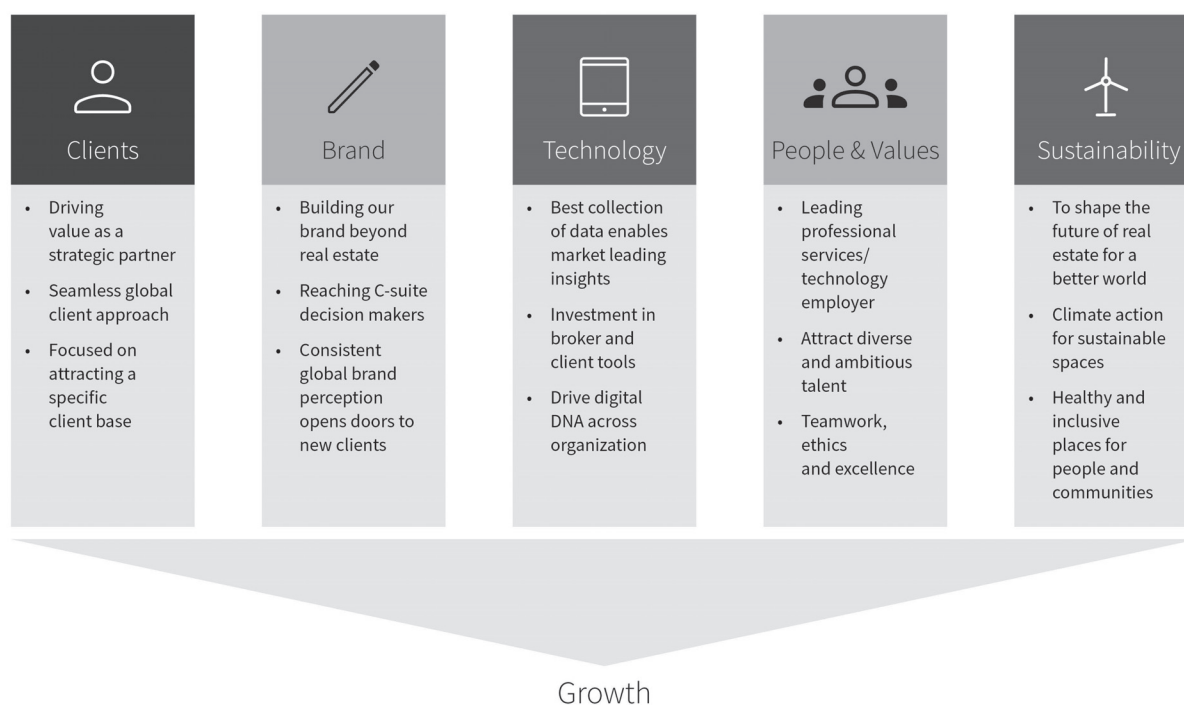 Clients
• Driving
value as a
strategic partner
• Seamless global
client approach
• Focused on
attracting a
specific
client base
Brand
• Building our
brand beyond
real estate
• Reaching C-suite
decision makers
• Consistent
global brand
perception
opens doors to
new clients
Technology
• Best collection
of data enables
market leading
insights
• Investment in
broker and
client tools
• Drive digital
DNA across
organization
People & Values
• Leading
professional
services/
technology
employer
• Attract diverse
and ambitious
talent
• Teamwork,
ethics
and excellence
Sustainability
• To shape the
future of real
estate for a
better world
• Climate action
for sustainable
spaces
• Healthy and
inclusive
places for
people and
communities
Growth